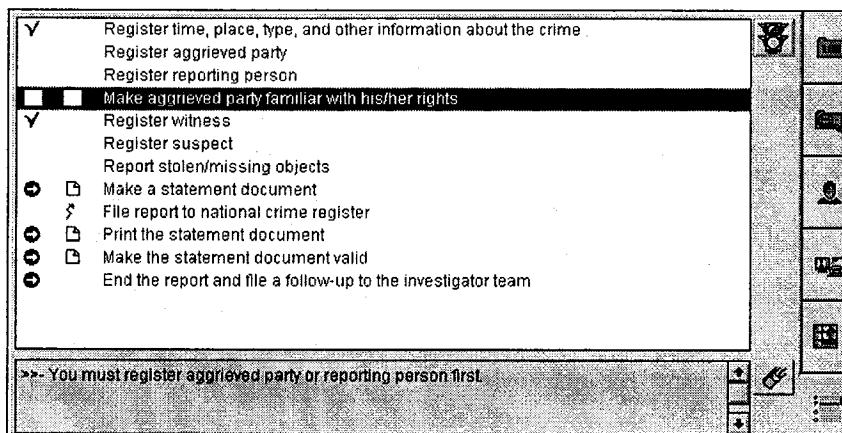 Register time, place, type, and other information about the crime
Register aggrieved party
Register reporting person
Make aggrieved party familiar with his/her rights
Register witness
Register suspect
Report stolen/missing objects
Make a statement document
File report to national crime register
Print the statement document
Make the statement document valid
End the report and file a follow-up to the investigator team
>>- You must register aggrieved party or reporting person first.